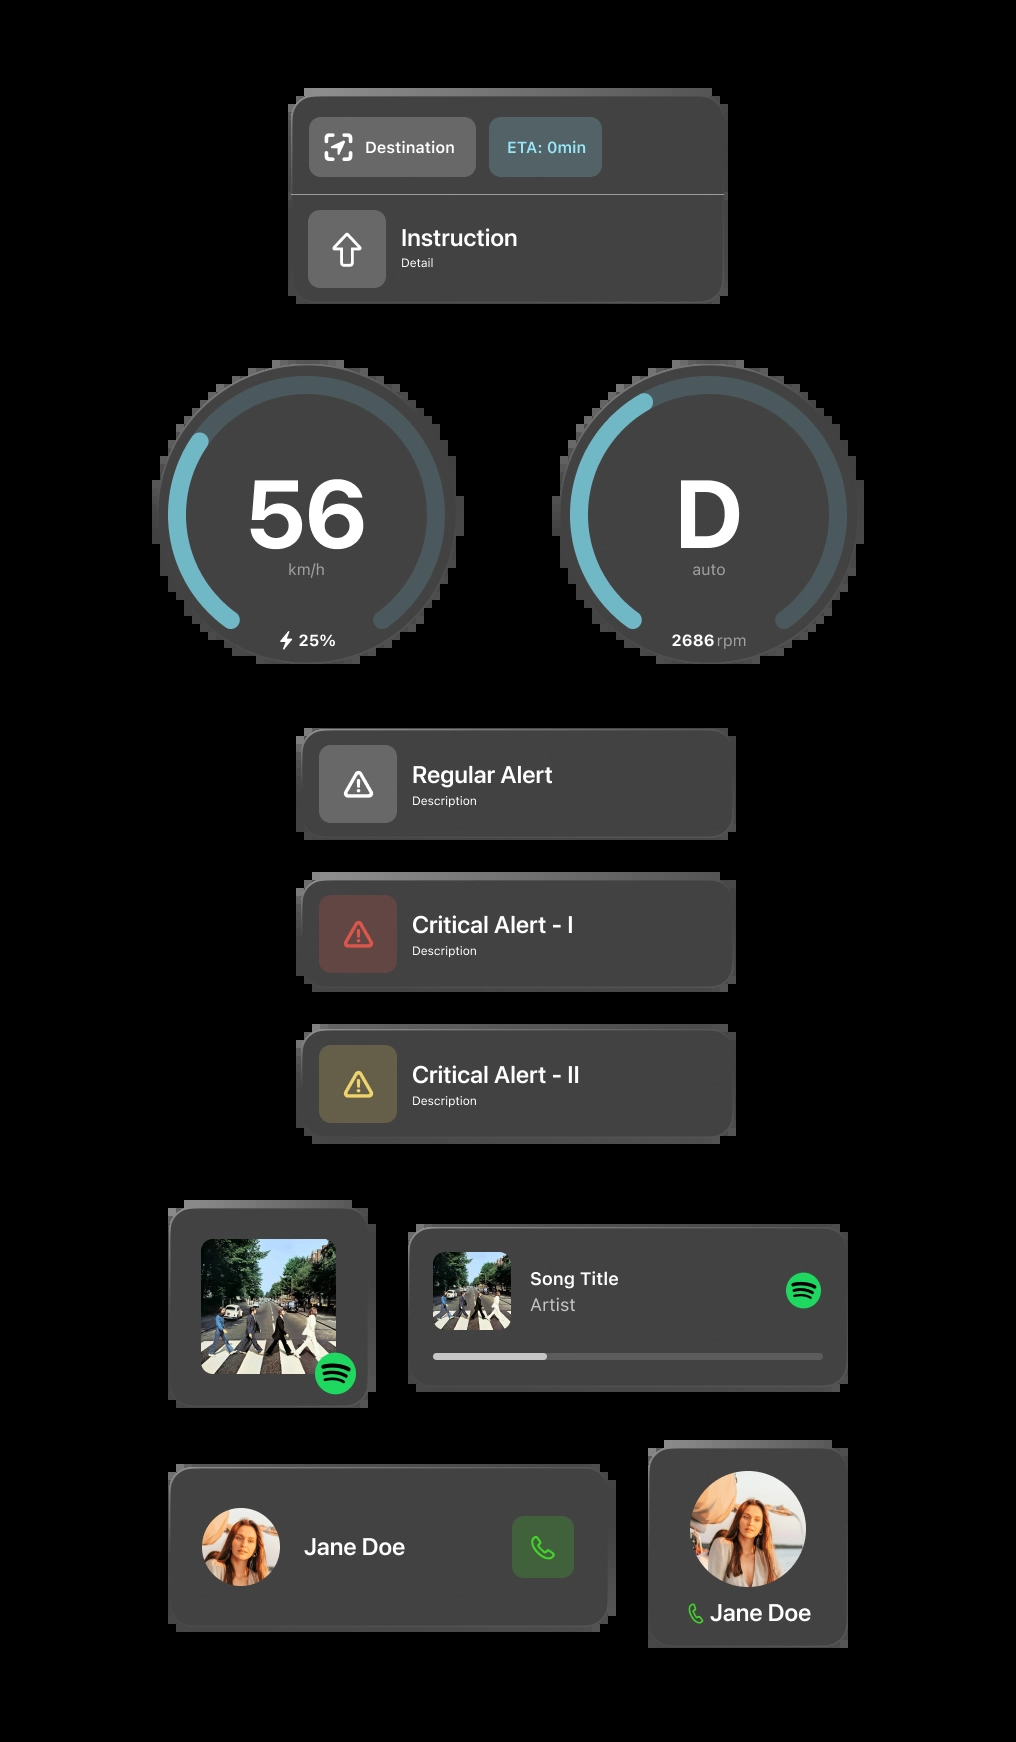 Destination
ETA: 0min
Instruction
Detail
56
km/h
25%
D
auto
2686 rpm
Regular Alert
Description
Critical Alert - I
Description
Critical Alert - II
Description
Song Title
Artist
Jane Doe
Jane Doe